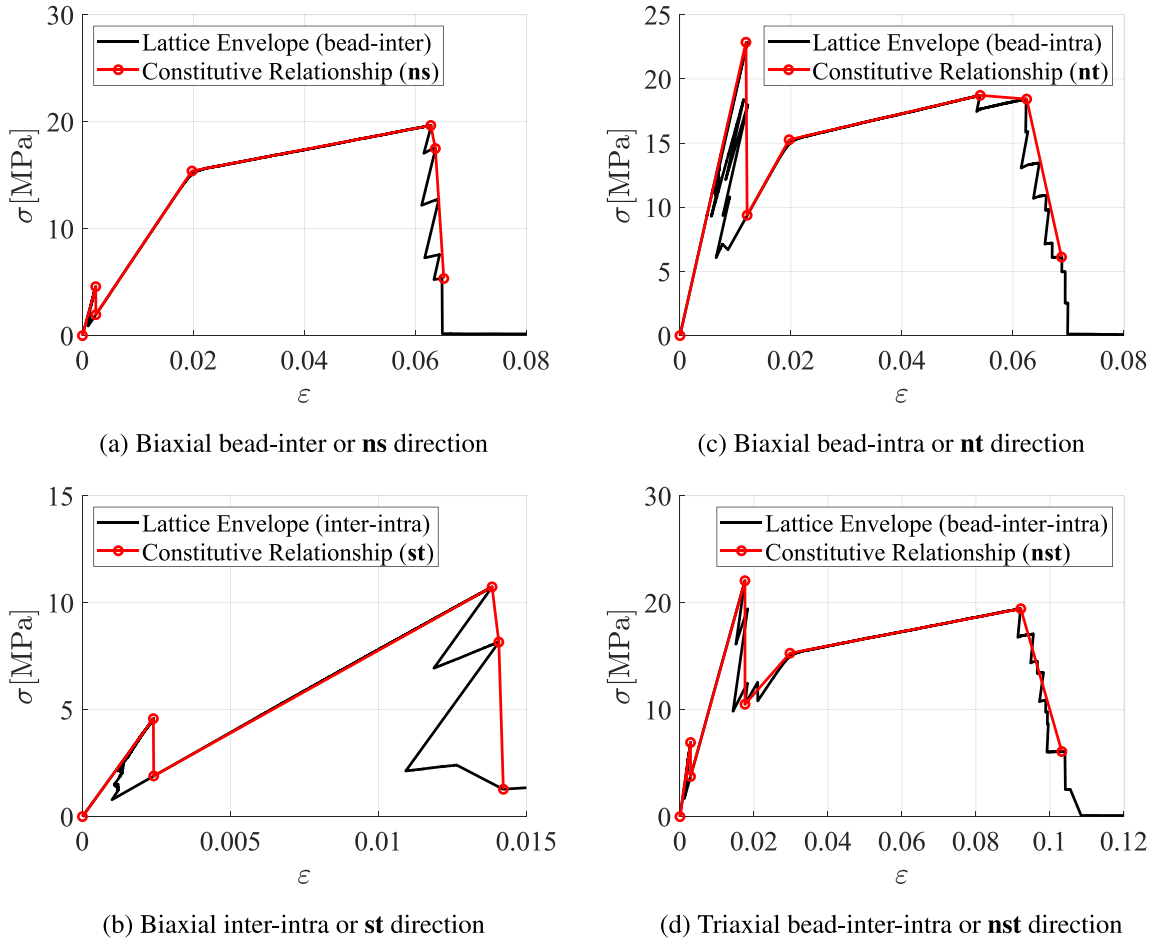 30
20
10
0
σ [MPa]
Lattice Envelope (bead-inter)
Constitutive Relationship (ns)
0 0.02 0.04 0.06 0.08
ε
(a) Biaxial bead-inter or ns direction
25
20
15
10
5
0
σ [MPa]
Lattice Envelope (bead-intra)
Constitutive Relationship (nt)
0 0.02 0.04 0.06 0.08
ε
(c) Biaxial bead-intra or nt direction
15
10
5
0
σ [MPa]
Lattice Envelope (inter-intra)
Constitutive Relationship (st)
0 0.005 0.01 0.015
ε
(b) Biaxial inter-intra or st direction
30
20
10
0
σ [MPa]
Lattice Envelope (bead-inter-intra)
Constitutive Relationship (nst)
0 0.02 0.04 0.06 0.08 0.1 0.12
ε
(d) Triaxial bead-inter-intra or nst direction